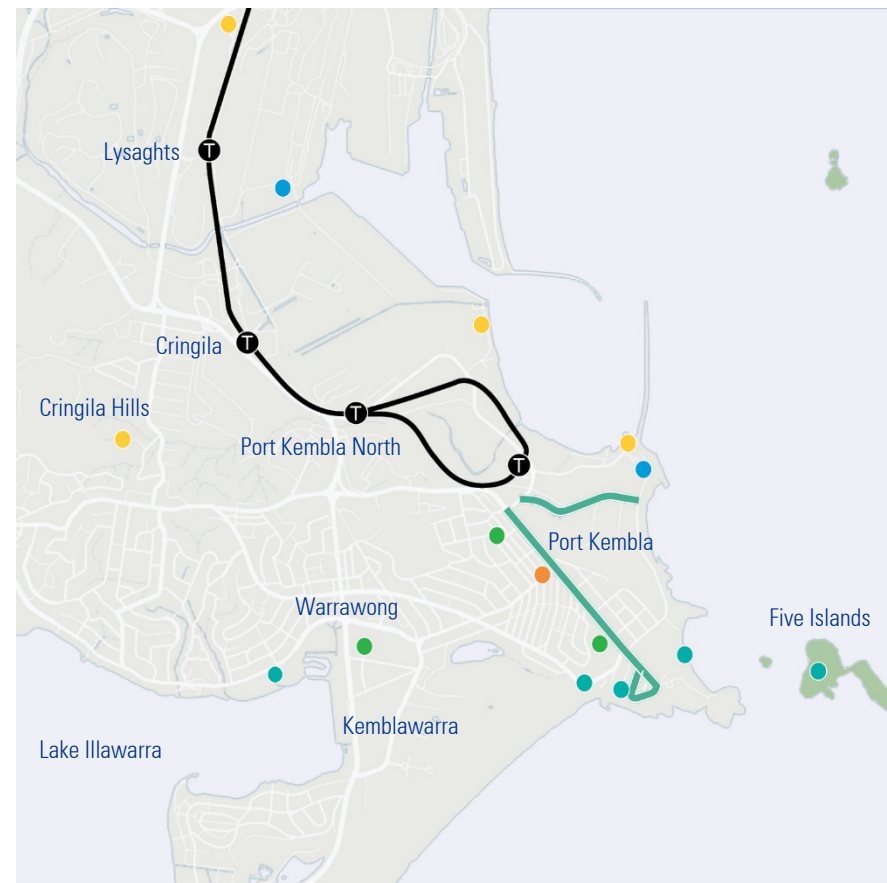 T
Lysaghts
T
Cringila
Cringila Hills
T
Port Kembla North
T
Port Kembla
Warrawong
Five Islands
Kemblawarra
Lake Illawarra